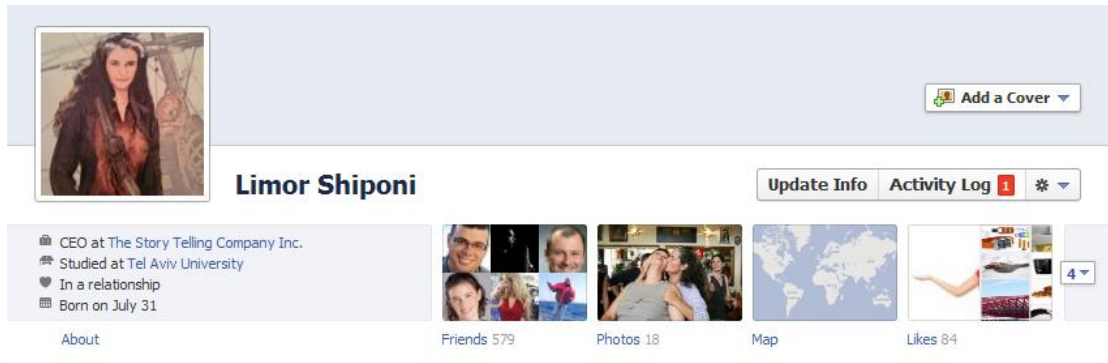 Add a Cover
Limor Shiponi
Update Info
Activity Log 1
CEO at The Story Telling Company Inc.
Studied at Tel Aviv University
In a relationship
Born on July 31
4
About
Friends 579
Photos 18
Map
Likes 84